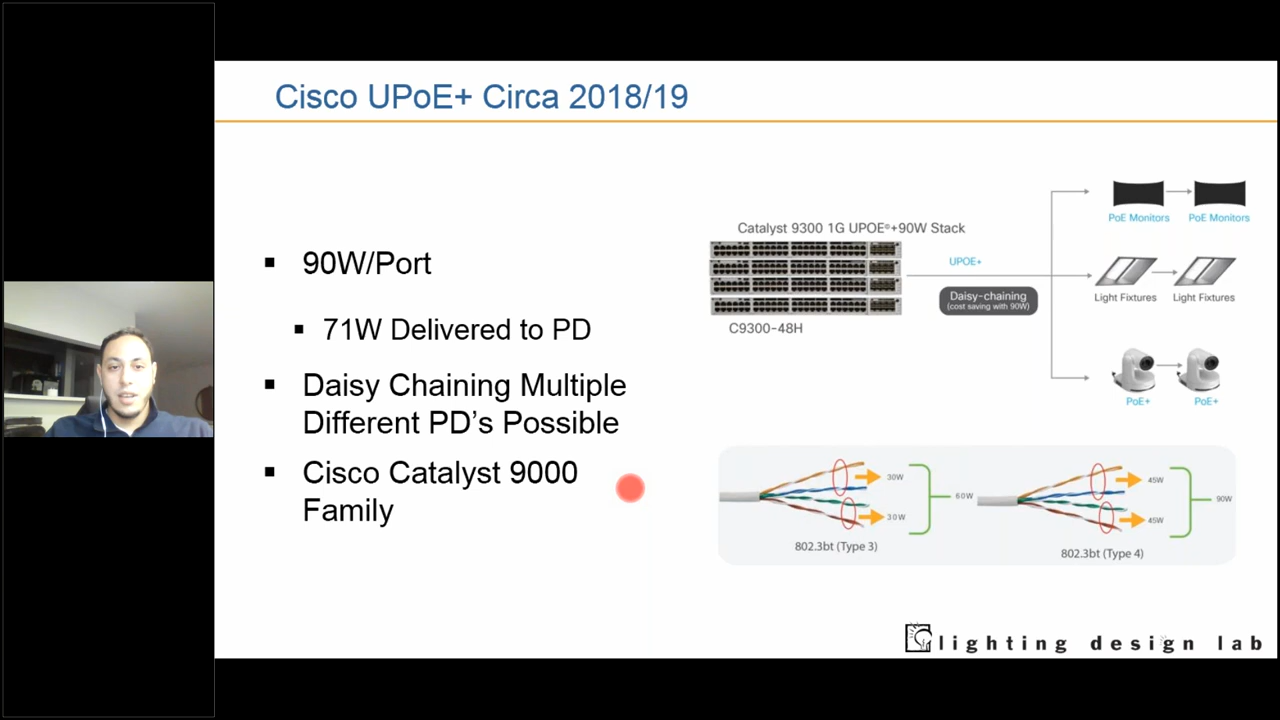 Cisco UPoE+ Circa 2018/19
90W/Port
71W Delivered to PD
Daisy Chaining Multiple
Different PD's Possible
Cisco Catalyst 9000
Family
Catalyst 9300 1G UPOE®+90W Stack
C9300-48H
UPOE+
Daisy-chaining
(cost saving with 90W)
PoE Monitors PoE Monitors
Light Fixtures Light Fixtures
PoE+ PoE+
30W
30W
60W
802.3bt (Type 3)
45W
45W
90W
802.3bt (Type 4)
lighting design lab